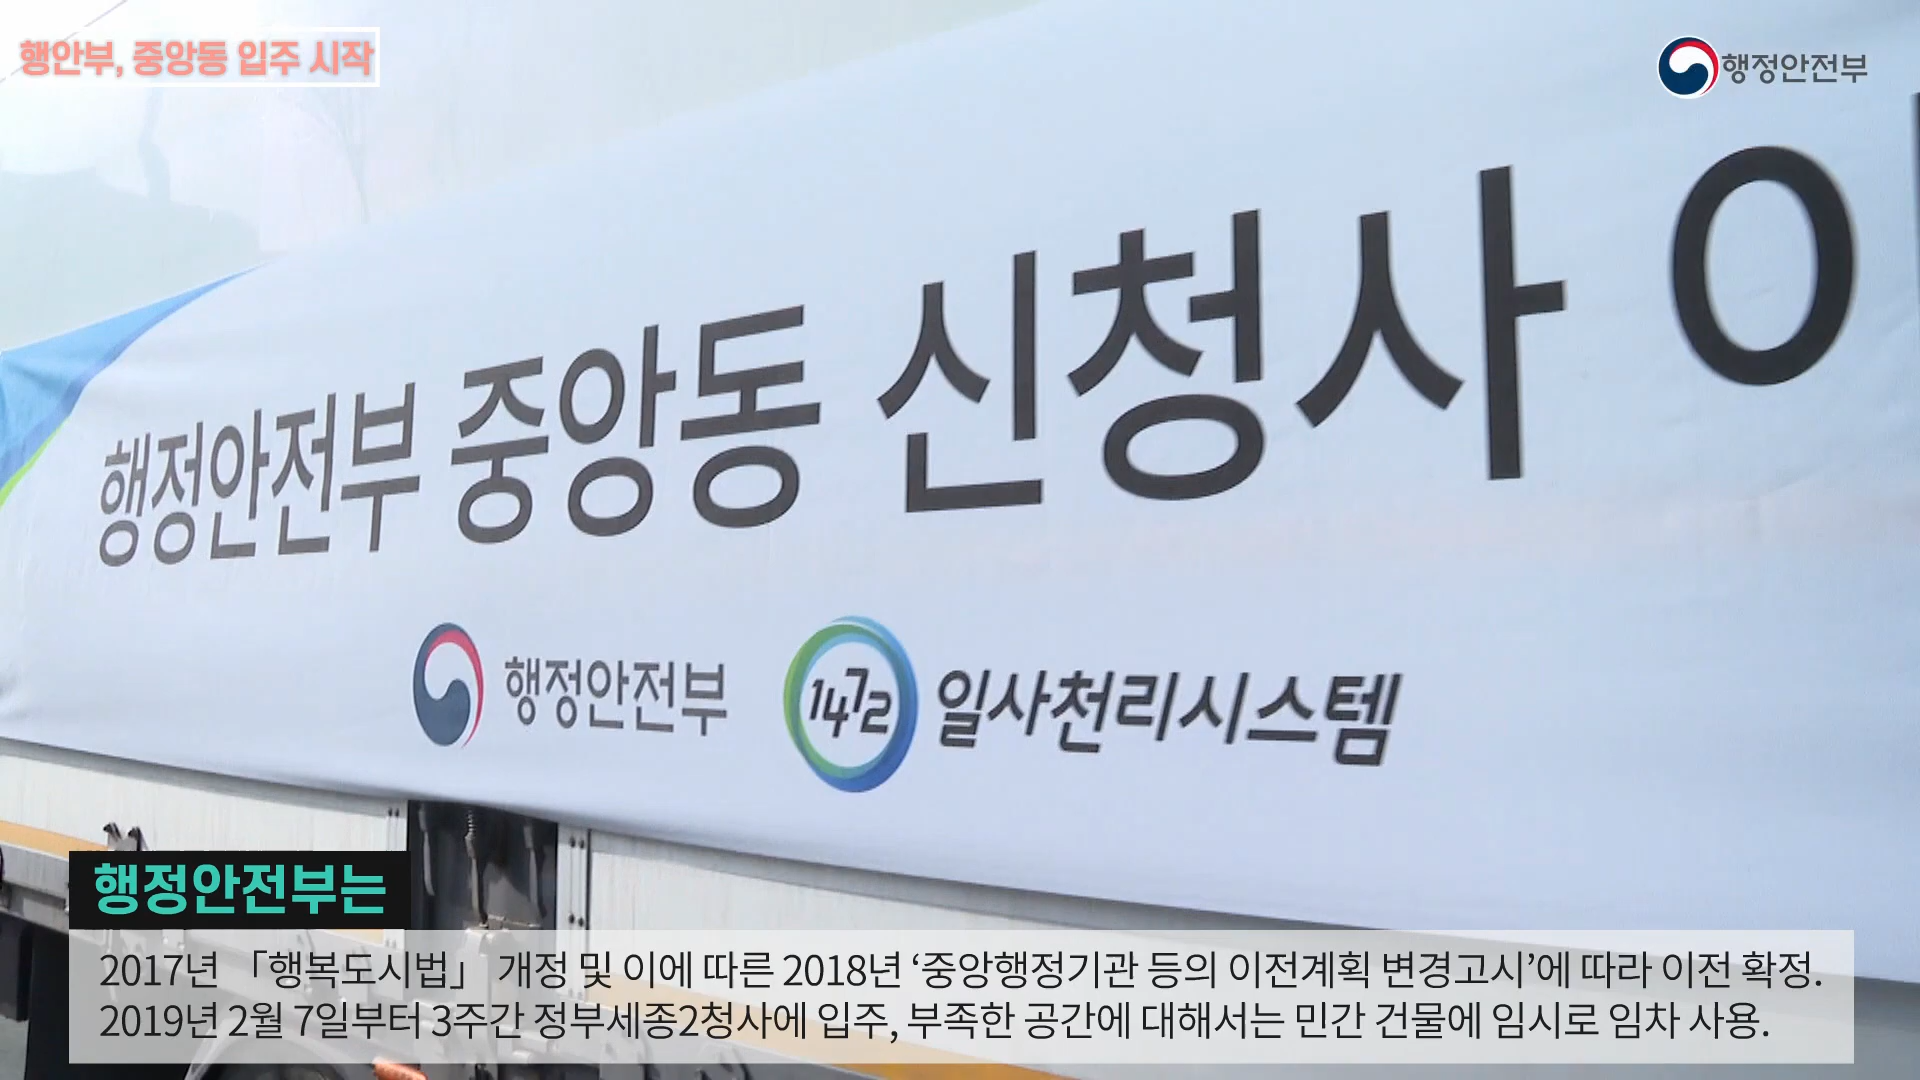 행안부, 중앙동 입주 시작
행정안전부
행정안전부 중앙동 신청사
행정안전부
1472 일사천리시스템
행정안전부는
2017년 「행복도시법」 개정 및 이에 따른 2018년 ‘중앙행정기관 등의 이전계획 변경고시’에 따라 이전 확정.
2019년 2월 7일부터 3주간 정부세종2청사에 입주, 부족한 공간에 대해서는 민간 건물에 임시로 임차 사용.